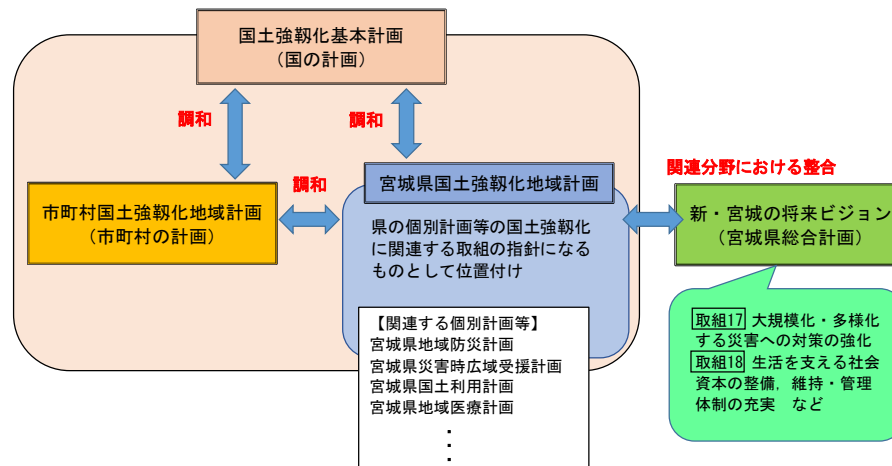 国土強靱化基本計画
（国の計画）
調和
調和
関連分野における整合
調和
宮城県国土強靱化地域計画
市町村国土強靱化地域計画
（市町村の計画）
県の個別計画等の国土強靱化
に関連する取組の指針になる
ものとして位置付け
新・宮城の将来ビジョン
（宮城県総合計画）
【関連する個別計画等】
宮城県地域防災計画
宮城県災害時広域受援計画
宮城県国土利用計画
宮城県地域医療計画
・
・
・
取組17 大規模化・多様化
する災害への対策の強化
取組18 生活を支える社会
資本の整備，維持・管理
体制の充実　など